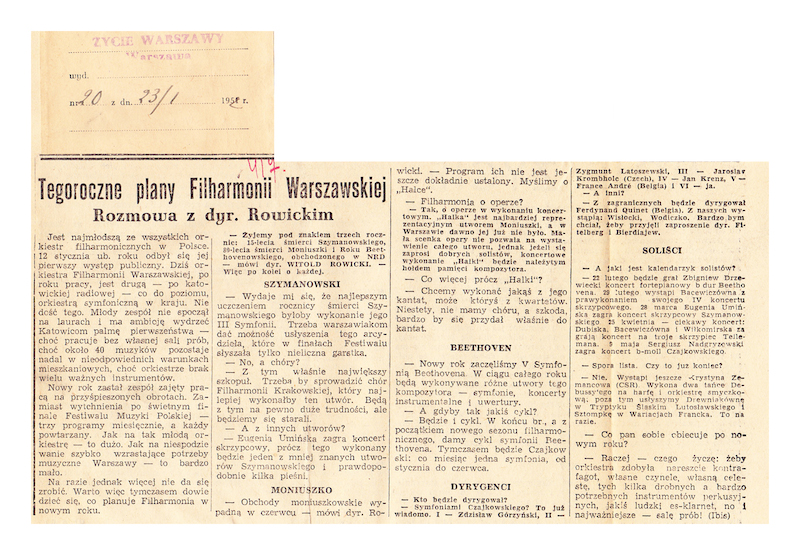 ŻYCIE WARSZAWY
Warszawa
wyd.
nr 20 z dn. 23/1 1952 r.
417.
Tegoroczne plany Filharmonii Warszawskiej
Rozmowa z dyr. Rowickim
Jest najmłodszą ze wszystkich or-
kiestr filharmonicznych w Polsce.
12 stycznia ub. roku odbył się jej
pierwszy występ publiczny. Dziś or-
kiestra Filharmonii Warszawskiej, po
roku pracy, jest drugą — po kato-
wickiej radiowej — co do poziomu,
orkiestrą symfoniczną w kraju. Nie
dość tego. Młody zespół nie spoczął
na laurach i ma ambicję wydrzeć
Katowicom palmę pierwszeństwa —
choć pracuje bez własnej sali prób,
choć około 40 muzyków pozostaje
nadal w nieodpowiednich warunkach
mieszkaniowych, choć orkiestrze brak
wielu ważnych instrumentów.
Nowy rok zastał zespół zajęty pra-
cą na przyśpieszonych obrotach. Za-
miast wytchnienia po świetnym fi-
nale Festiwalu Muzyki Polskiej —
trzy programy miesięcznie, a każdy
powtarzany. Jak na tak młodą or-
kiestrę — to dużo. Jak na niespodzie
wanie szybko wzrastające potrzeby
muzyczne Warszawy — to bardzo
mało.
Na razie jednak więcej nie da się
zrobić. Warto więc tymczasem dowie
dzieć się, co planuje Filharmonia w
nowym roku.
— Żyjemy pod znakiem trzech rocz-
nic: 15-lecia śmierci Szymanowskiego,
80-lecia śmierci Moniuszki i Roku Beet-
hovenowskiego, obchodzonego w NRD
— mówi dyr. WITOLD ROWICKI. —
Więc po kolei o każdej.
SZYMANOWSKI
— Wydaje mi się, że najlepszym
uczczeniem rocznicy Szymanow-
skiego byłoby wykonanie jego
III Symfonii. Trzeba warszawiakom
dać możność usłyszenia tego arcy-
dzieła, które w finałach Festiwalu
słyszała tylko nieliczna garstka.
— No, a chóry?
— Z tym właśnie największy
szkopuł. Trzeba by sprowadzić chór
Filharmonii Krakowskiej, który naj-
lepiej wykonałby ten utwór. Będą
z tym na pewno duże trudności, ale
będziemy się starali.
— A z innych utworów?
— Eugenia Umińska zagra koncert
skrzypcowy, prócz tego wykonany
będzie jeden z mniej znanych utwo-
rów Szymanowskiego i prawdopo-
dobnie kilka pieśni.
MONIUSZKO
— Obchody moniuszkowskie wy-
padną w czerwcu — mówi dyr. Ro-
wicki. — Program ich nie jest je-
szcze dokładnie ustalony. Myślimy o
„Halce".
— Filharmonia o operze?
— Tak, o operze w wykonaniu koncer-
towym. „Halka" jest najbardziej repre-
zentacyjnym utworem Moniuszki, a w
Warszawie dawno jej już nie było. Ma-
ła scenka opery nie pozwala na wysta-
wienie całego utworu, jednak jeżeli się
zaprosi dobrych solistów, koncertowe
wykonanie „Halki" będzie należytym
hołdem pamięci kompozytora.
— Co więcej prócz „Halki"?
— Chcemy wykonać jakąś z jego
kantat, może któryś z kwartetów.
Niestety, nie mamy chóru, a szkoda,
bardzo by się przydał właśnie do
kantat.
BEETHOVEN
— Nowy rok zaczęliśmy V Symfo-
nią Beethovena. W ciągu całego roku
będą wykonywane różne utwory tego
kompozytora — symfonie, koncerty
instrumentalne i uwertury.
— A gdyby tak jakiś cykl?
— Będzie i cykl. W końcu br., a z
początkiem nowego sezonu filharmo-
nicznego, damy cykl symfonii Bee-
thovena. Tymczasem będzie Czajkow
ski: co miesiąc jedna symfonia, od
stycznia do czerwca.
DYRYGENCI
— Kto będzie dyrygował?
— Symfoniami Czajkowskiego? To już
wiadomo. I — Zdzisław Górzyński, II —
Zygmunt Latoszewski, III — Jaroslav
Krombholc (Czech), IV — Jan Krenz, V —
France André (Belgia) i VI — ja.
— A inni?
— Z zagranicznych będzie dyrygował
Ferdinand Quinet (Belgia). Z naszych wy-
stąpią: Wisłocki, Wodiczko. Bardzo bym
chciał, żeby przyjęli zaproszenie dyr. Fi-
telberg i Bierdiajew.
SOLIŚCI
— A jaki jest kalendarzyk solistów?
— 22 lutego będzie grał Zbigniew Drze-
wiecki koncert fortepianowy b dur Beetho
vena. 29 lutego wystąpi Bacewiczówna z
prawykonaniem swojego IV koncertu
skrzypcowego. 28 marca Eugenia Umiń-
ska zagra koncert skrzypcowy Szymanow-
skiego. 25 kwietnia — ciekawy koncert:
Dubiska, Bacewiczówna i Wiłkomirska za
grają koncert na troje skrzypiec Tele-
mana. 9 maja Sergiusz Nadgryzewski
zagra koncert b-moll Czajkowskiego.
— Spora lista. Czy to już koniec?
— Nie. Wystąpi jeszcze Krystyna Ze-
mancova (CSR). Wykona dwa tańce De-
bussy'ego na harfę i orkiestrę smyczko-
wą; poza tym usłyszymy Drewniakównę
w Tryptyku Śląskim Lutosławskiego i
Sztompkę w Wariacjach Francka. To na
razie.
— Co pan sobie obiecuje po no-
wym roku?
— Raczej — czego życzę: żeby
orkiestra zdobyła nareszcie kontra-
fagot, własne czynele, własną cele-
stę, tych kilka drobnych a bardzo
potrzebnych instrumentów perkusyj-
nych, jakiś ludzki es-klarnet, no i
najważniejsze — salę prób! (Ibis)